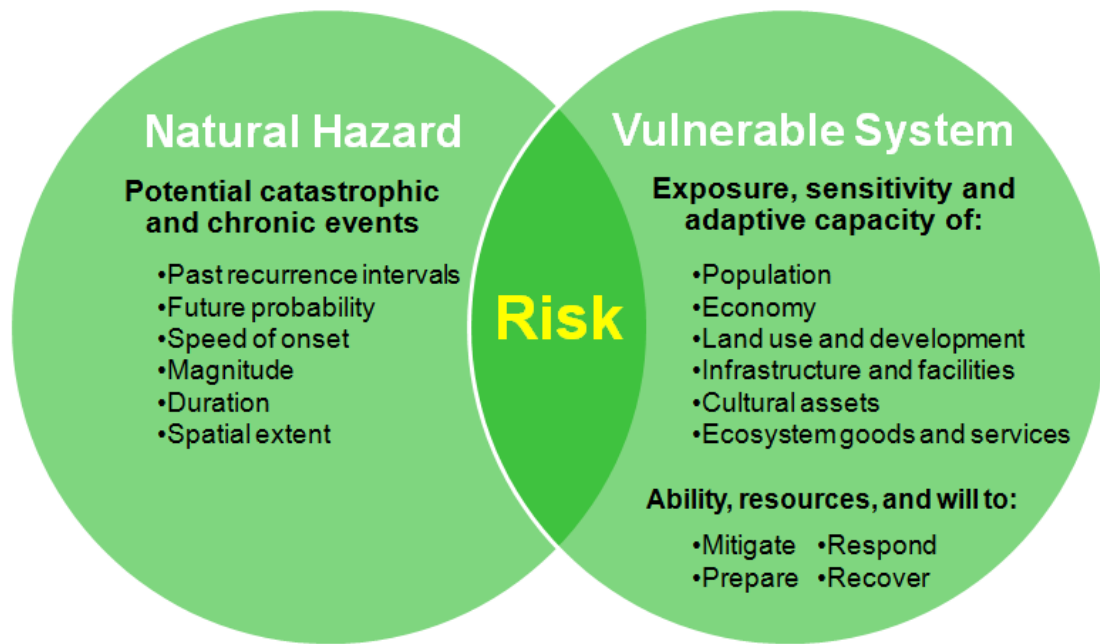 Natural Hazard
Potential catastrophic
and chronic events
•Past recurrence intervals
•Future probability
•Speed of onset
•Magnitude
•Duration
•Spatial extent
Risk
Vulnerable System
Exposure, sensitivity and
adaptive capacity of:
•Population
•Economy
•Land use and development
•Infrastructure and facilities
•Cultural assets
•Ecosystem goods and services
Ability, resources, and will to:
•Mitigate •Respond
•Prepare •Recover